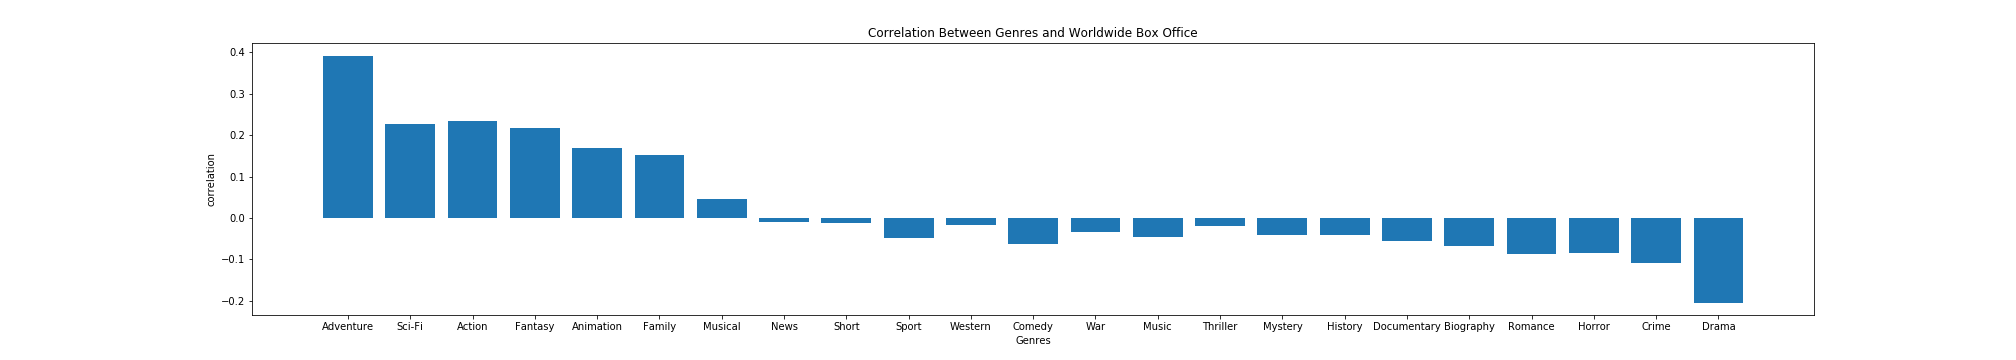 Correlation Between Genres and Worldwide Box Office
0.4
0.3
0.2
0.1
0.0
−0.1
−0.2
correlation
Adventure Sci-Fi Action Fantasy Animation Family Musical News Short Sport Western Comedy War Music Thriller Mystery History Documentary Biography Romance Horror Crime Drama
Genres